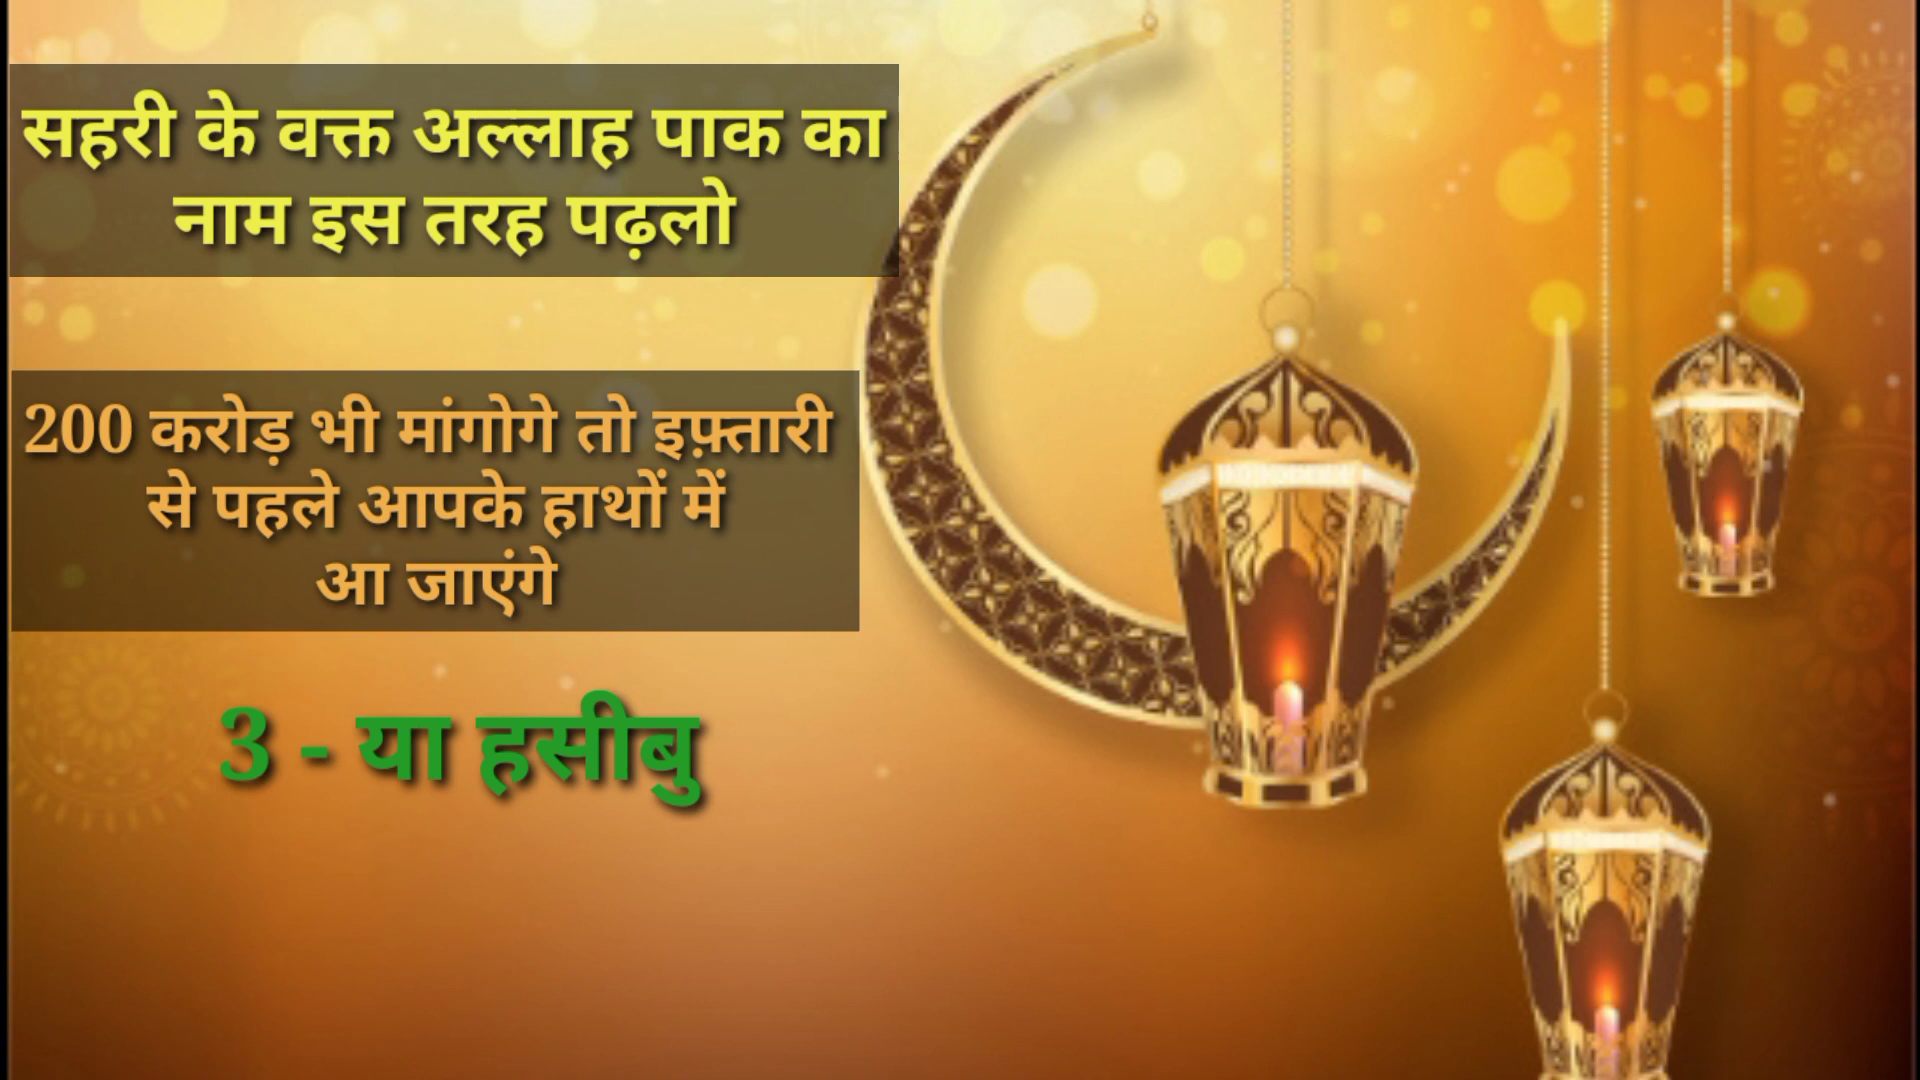 सहरी के वक्त अल्लाह पाक का
नाम इस तरह पढ़लो
200 करोड़ भी मांगोगे तो इफ़्तारी
से पहले आपके हाथों में
आ जाएंगे
3 - या हसीबु